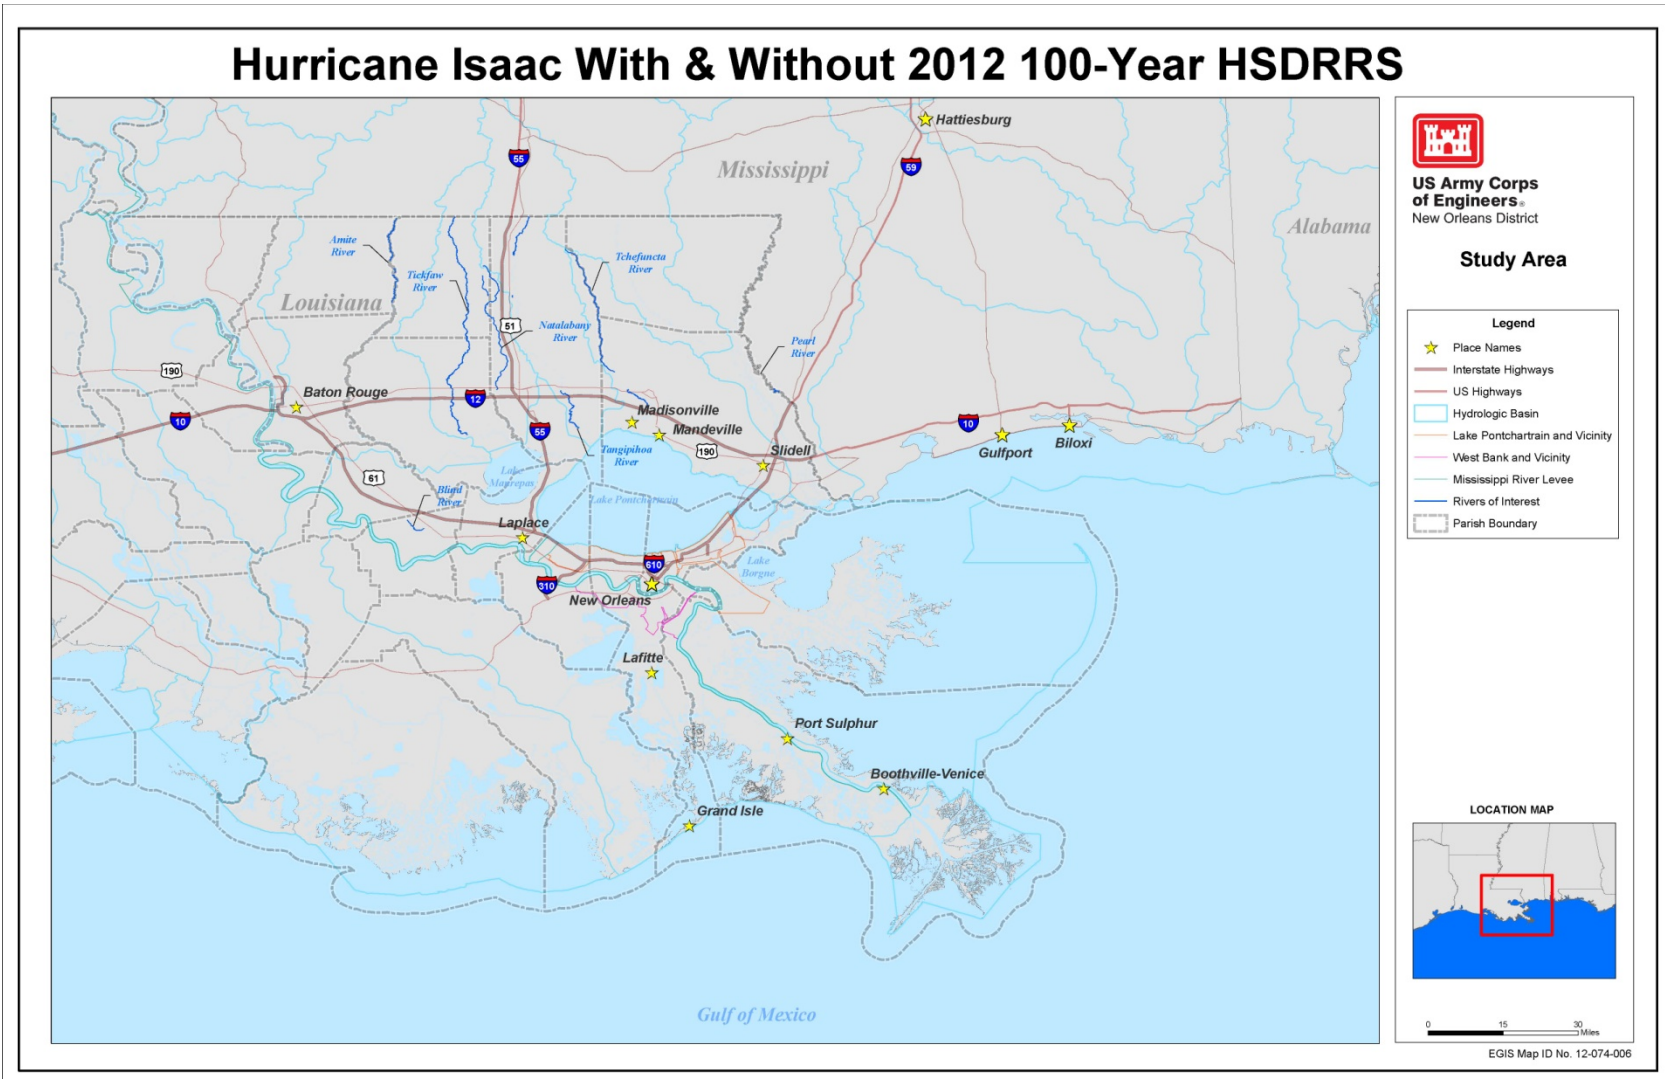 Hurricane Isaac With & Without 2012 100-Year HSDRRS
Hattiesburg
55
59
Mississippi
Alabama
Amite
River
Tickfaw
River
Tchefuncta
River
Louisiana
51
Natalabany
River
Pearl
River
190
Baton Rouge
12
10
Madisonville
55
Mandeville
10
Gulfport
Biloxi
Tangipihoa
River
190
Slidell
61
Lake
Maurepas
Blind
River
Lake Pontchartrain
Laplace
610
Lake
Borgne
310
New Orleans
Lafitte
Port Sulphur
Boothville-Venice
Grand Isle
Gulf of Mexico
US Army Corps
of Engineers®
New Orleans District
Study Area
Legend
Place Names
Interstate Highways
US Highways
Hydrologic Basin
Lake Pontchartrain and Vicinity
West Bank and Vicinity
Mississippi River Levee
Rivers of Interest
Parish Boundary
LOCATION MAP
0 15 30
Miles
EGIS Map ID No. 12-074-006